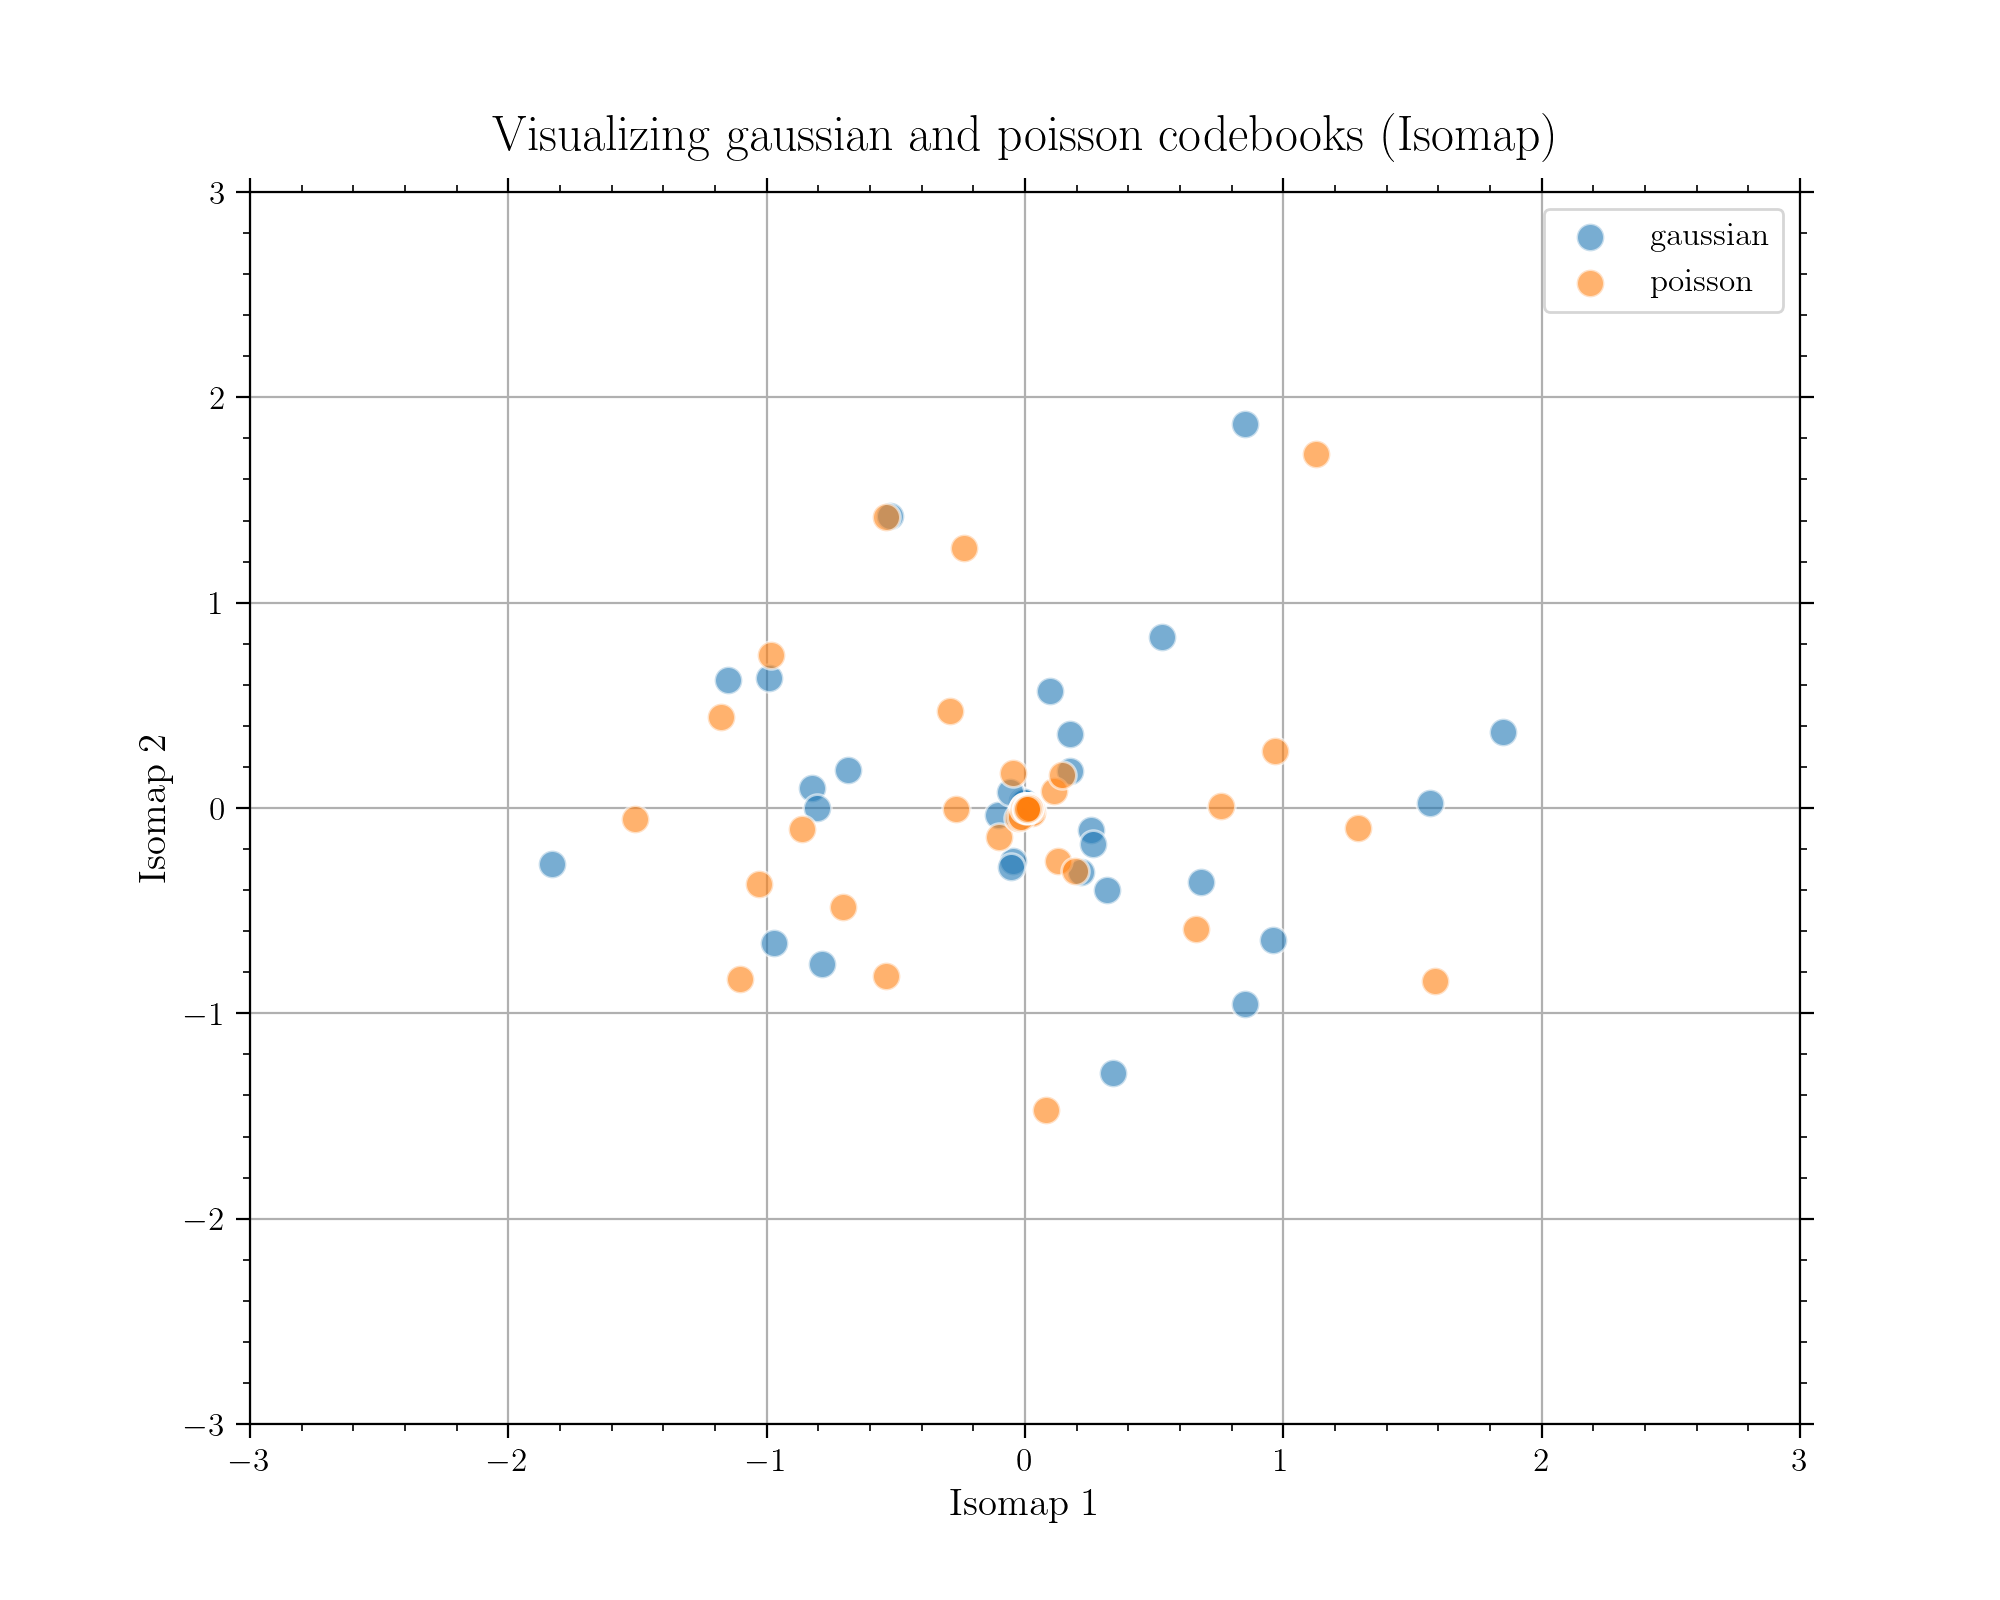 Visualizing gaussian and poisson codebooks (Isomap)
gaussian
poisson
3
2
1
0
−1
−2
−3
Isomap 2
−3
−2
−1
0
1
2
3
Isomap 1